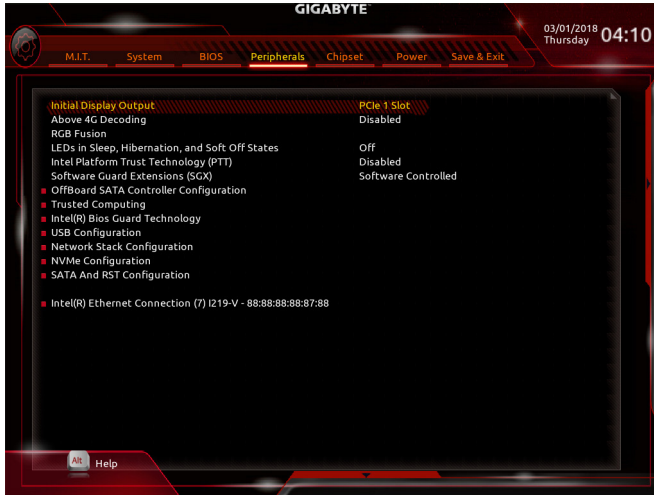 GIGABYTE
03/01/2018 Thursday 04:10
M.I.T. System BIOS Peripherals Chipset Power Save & Exit
Initial Display Output PCIe 1 Slot
Above 4G Decoding Disabled
RGB Fusion
LEDs in Sleep, Hibernation, and Soft Off States Off
Intel Platform Trust Technology (PTT) Disabled
Software Guard Extensions (SGX) Software Controlled
OffBoard SATA Controller Configuration
Trusted Computing
Intel(R) Bios Guard Technology
USB Configuration
Network Stack Configuration
NVMe Configuration
SATA And RST Configuration
Intel(R) Ethernet Connection (7) I219-V - 88:88:88:88:87:88
Alt Help